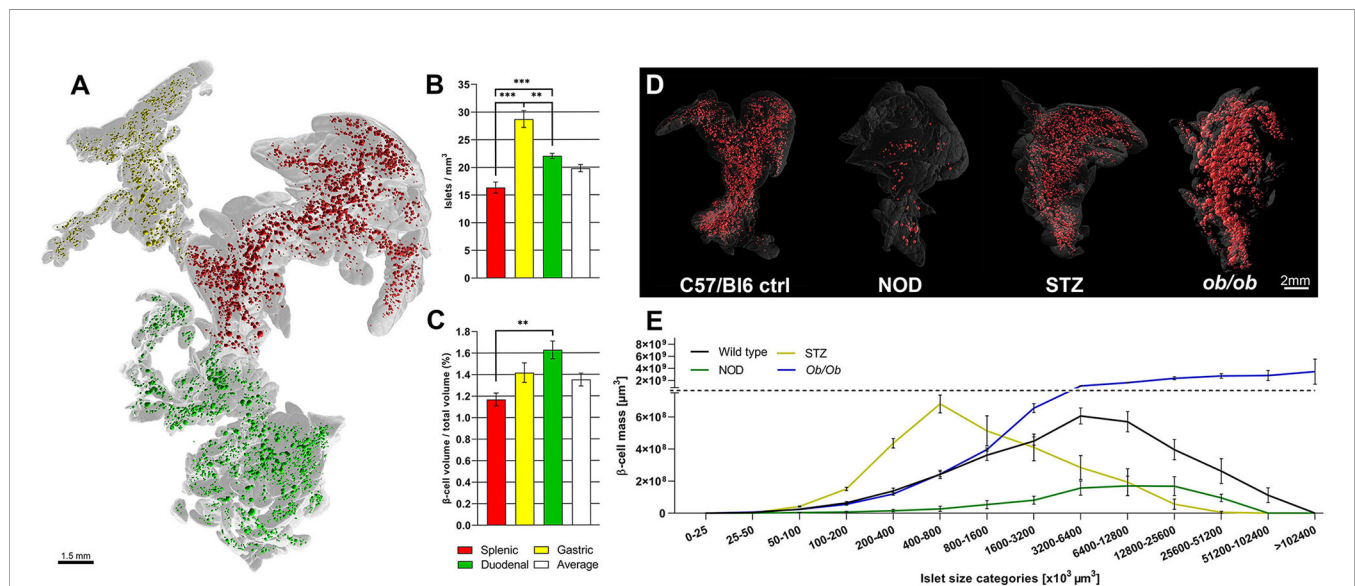 A
1.5 mm
B
Islets / mm³
35
30
25
20
15
10
5
0
***
*** **
C
β-cell volume / total volume (%)
1.8
1.6
1.4
1.2
1.0
0.8
0.6
0.4
0.2
0.0
**
Splenic Gastric
Duodenal Average
D
C57/Bl6 ctrl NOD STZ ob/ob
2mm
E
β-cell mass [µm³]
8×10⁹
6×10⁹
4×10⁹
2×10⁹
6×10⁸
4×10⁸
2×10⁸
0
Wild type STZ
NOD Ob/Ob
0-25 25-50 50-100 100-200 200-400 400-800 800-1600 1600-3200 3200-6400 6400-12800 12800-25600 25600-51200 51200-102400 >102400
Islet size categories [x10³ µm³]